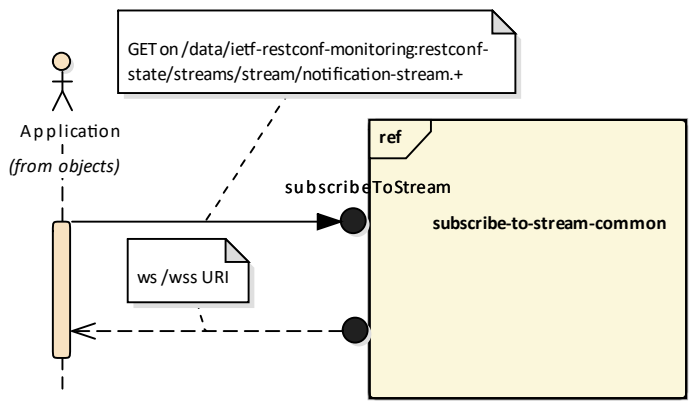 GET on /data/ietf-restconf-monitoring:restconf-
state/streams/stream/notification-stream.+
Application
(from objects)
ref
subscribeToStream
subscribe-to-stream-common
ws /wss URI